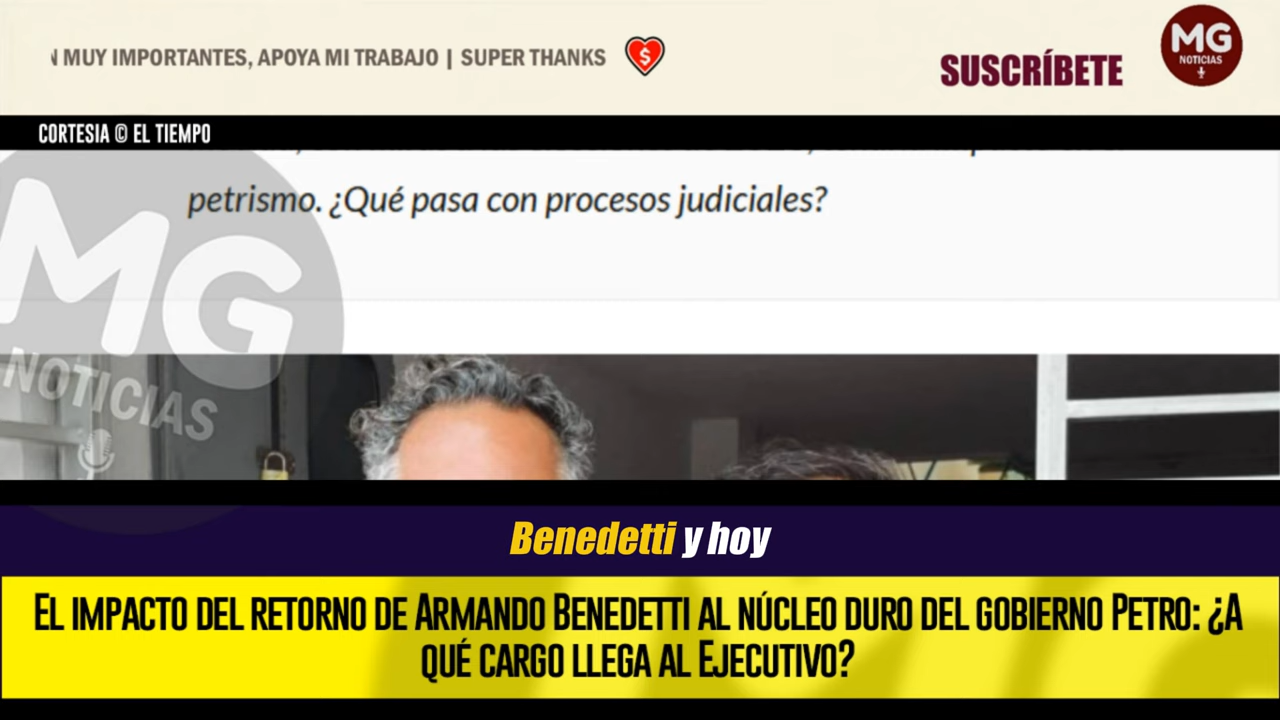 N MUY IMPORTANTES, APOYA MI TRABAJO | SUPER THANKS
SUSCRÍBETE
MG
NOTICIAS
CORTESIA © EL TIEMPO
petrismo. ¿Qué pasa con procesos judiciales?
MG
NOTICIAS
Benedetti y hoy
EL IMPACTO DEL RETORNO DE ARMANDO BENEDETTI AL NÚCLEO DURO DEL GOBIERNO PETRO: ¿A
QUÉ CARGO LLEGA AL EJECUTIVO?